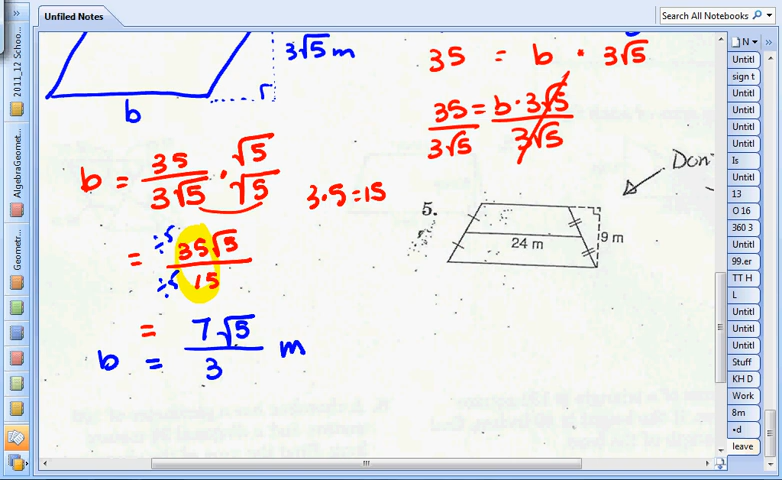 Unfiled Notes
Search All Notebooks
2011_12 Schoo...
AlgebraGeomet...
Geometr...
3√5 m
b
35 = b · 3√5
35/3√5 = b·3√5/3√5
b = 35/3√5 · √5/√5
3·5=15
= ÷5 35√5/÷5 15
=
b = 7√5/3 m
5.
24 m
9 m
Don
N
Untitl
sign t
Untitl
Untitl
Untitl
Is
Untitl
13
O 16
360 3
Untitl
99.er
TT H
L
Untitl
Untitl
Stuff
KH D
Work
8m
•d
leave